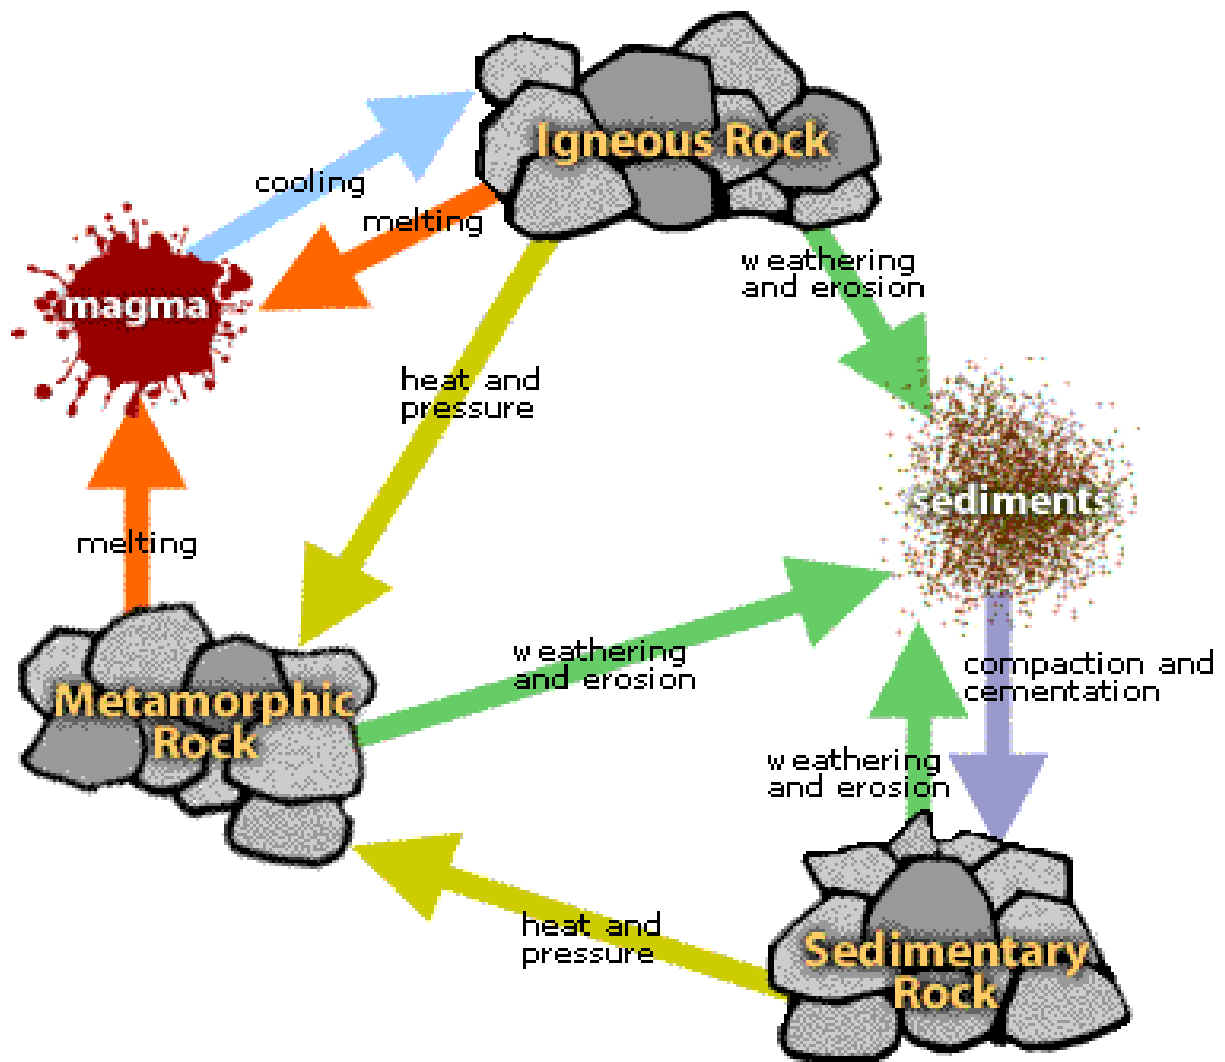 Igneous Rock
cooling
melting
weathering
and erosion
magma
heat and
pressure
sediments
melting
weathering
and erosion
compaction and
cementation
Metamorphic
Rock
weathering
and erosion
heat and
pressure
Sedimentary
Rock